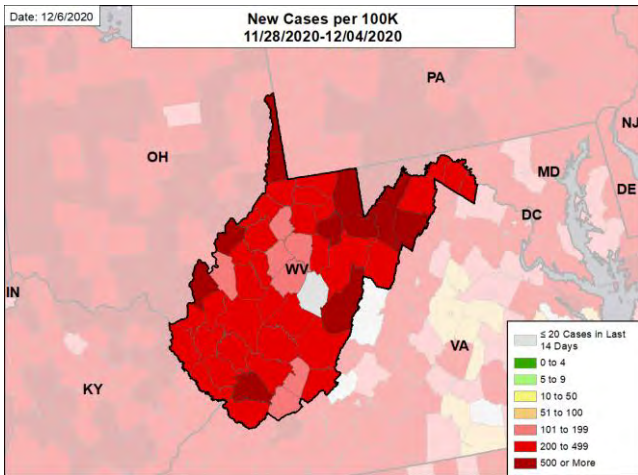 Date: 12/6/2020
New Cases per 100K
11/28/2020-12/04/2020
PA
NJ
OH
MD
DE
DC
WV
IN
VA
KY
≤ 20 Cases in Last
14 Days
0 to 4
5 to 9
10 to 50
51 to 100
101 to 199
200 to 499
500 or More